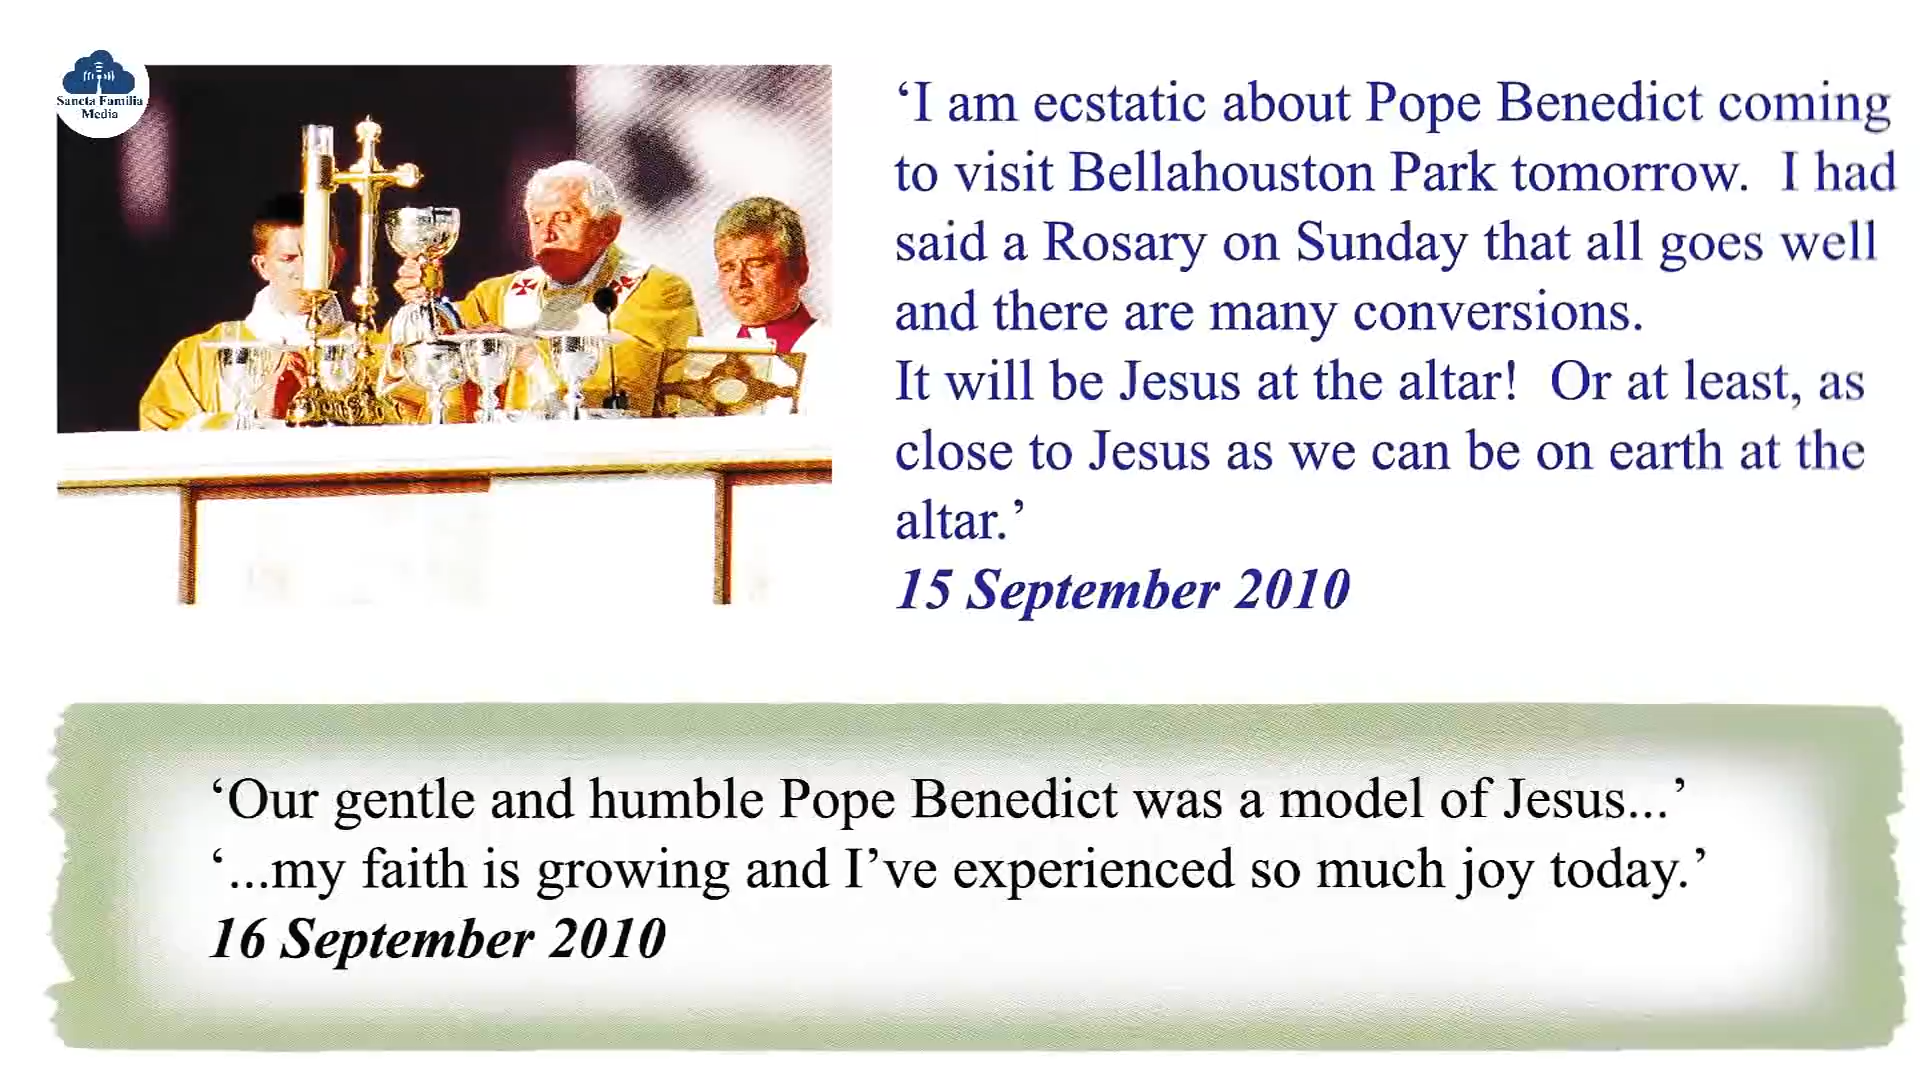 Sancta Familia
Media
‘I am ecstatic about Pope Benedict coming
to visit Bellahouston Park tomorrow.  I had
said a Rosary on Sunday that all goes well
and there are many conversions.
It will be Jesus at the altar!  Or at least, as
close to Jesus as we can be on earth at the
altar.’
15 September 2010
‘Our gentle and humble Pope Benedict was a model of Jesus...’
‘...my faith is growing and I’ve experienced so much joy today.’
16 September 2010